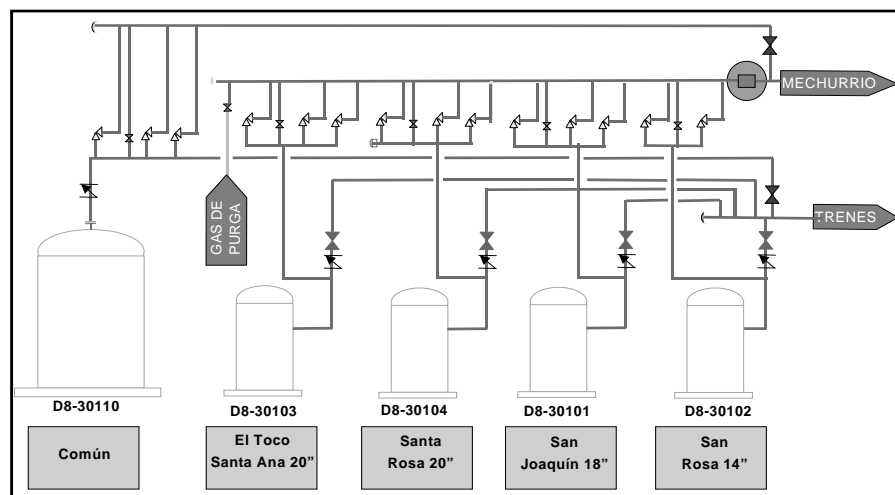 MECHURRIO
GAS DE
PURGA
TRENES
D8-30110
D8-30103
D8-30104
D8-30101
D8-30102
Común
El Toco
Santa Ana 20”
Santa
Rosa 20”
San
Joaquín 18”
San
Rosa 14”